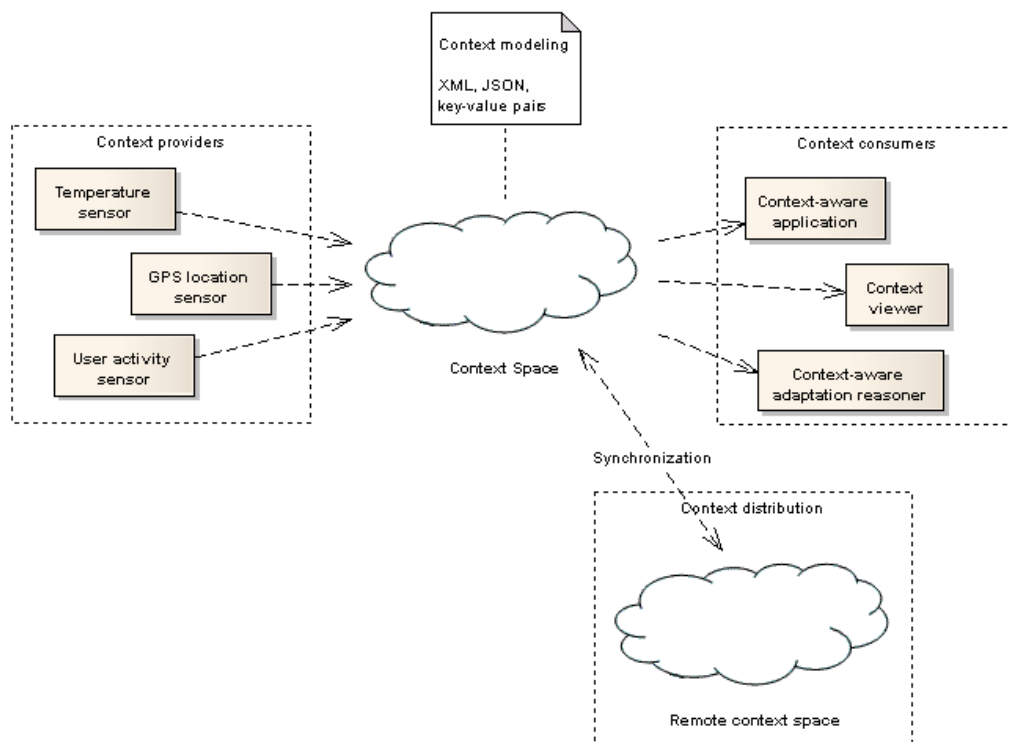 Context modeling
XML, JSON,
key-value pairs
Context providers
Temperature
sensor
GPS location
sensor
User activity
sensor
Context Space
Context consumers
Context-aware
application
Context
viewer
Context-aware
adaptation reasoner
Synchronization
Context distribution
Remote context space